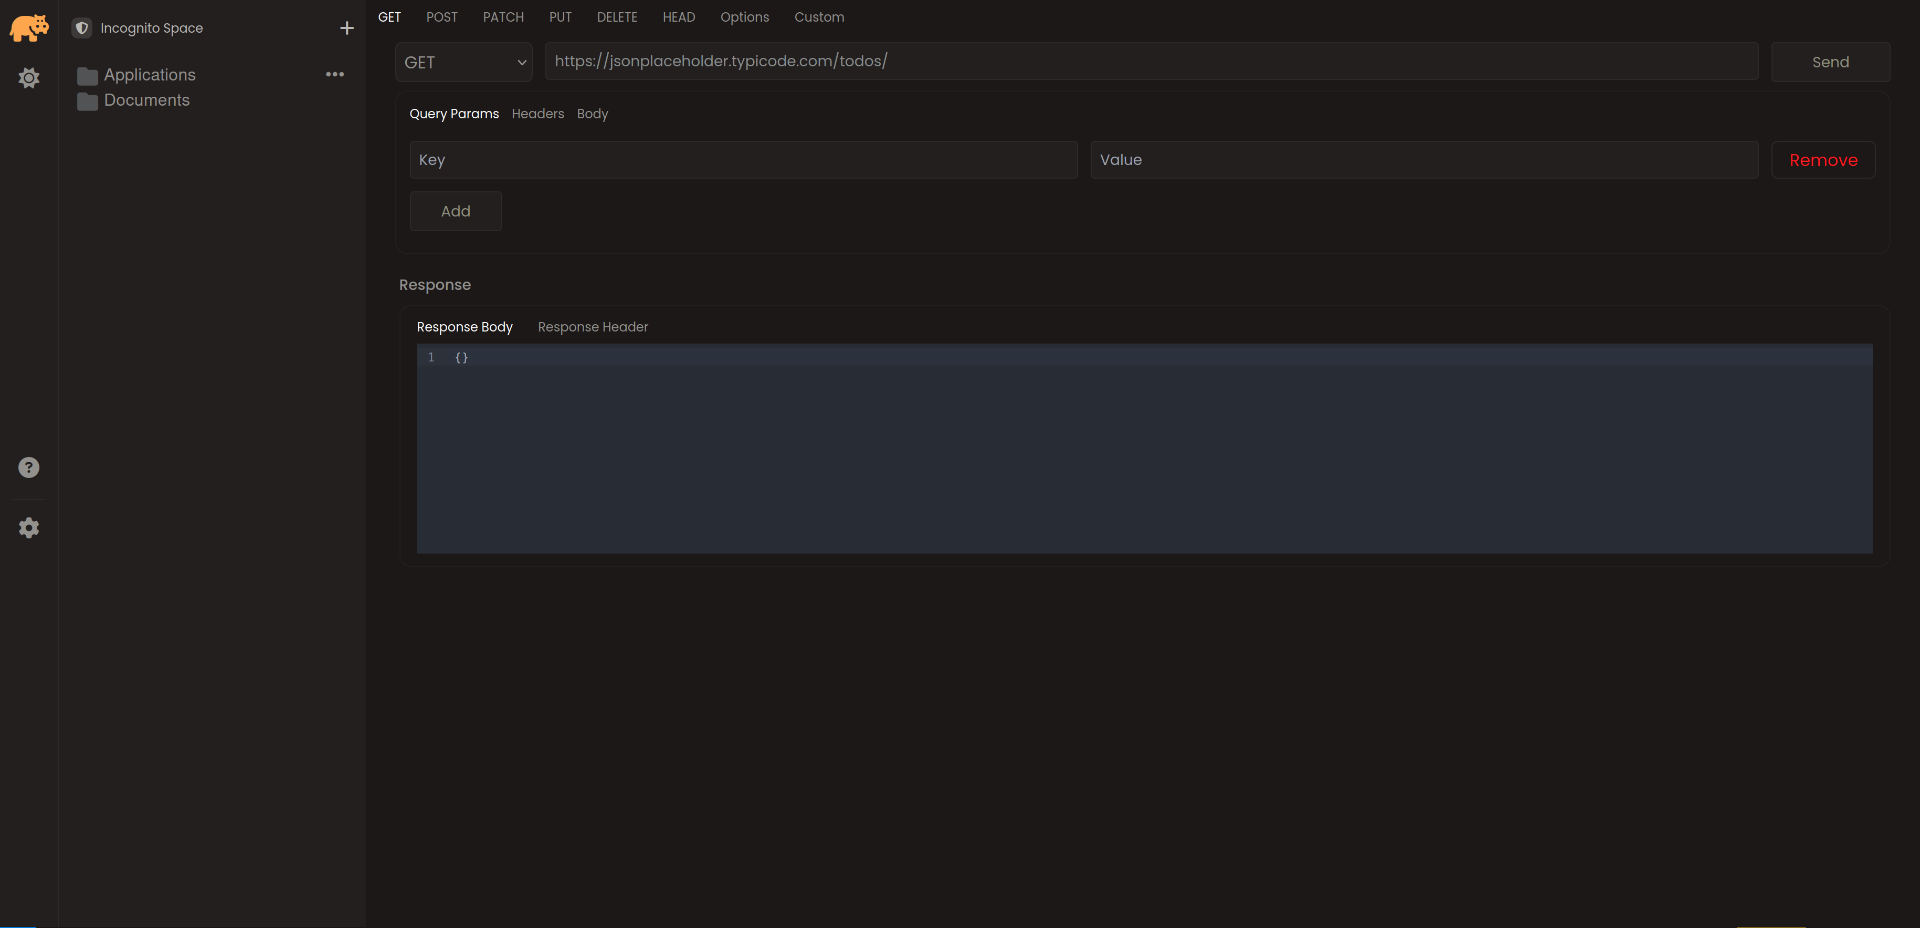 Incognito Space
Applications
Documents
GET POST PATCH PUT DELETE HEAD Options Custom
GET https://jsonplaceholder.typicode.com/todos/ Send
Query Params Headers Body
Key Value Remove
Add
Response
Response Body Response Header
1 {}
?